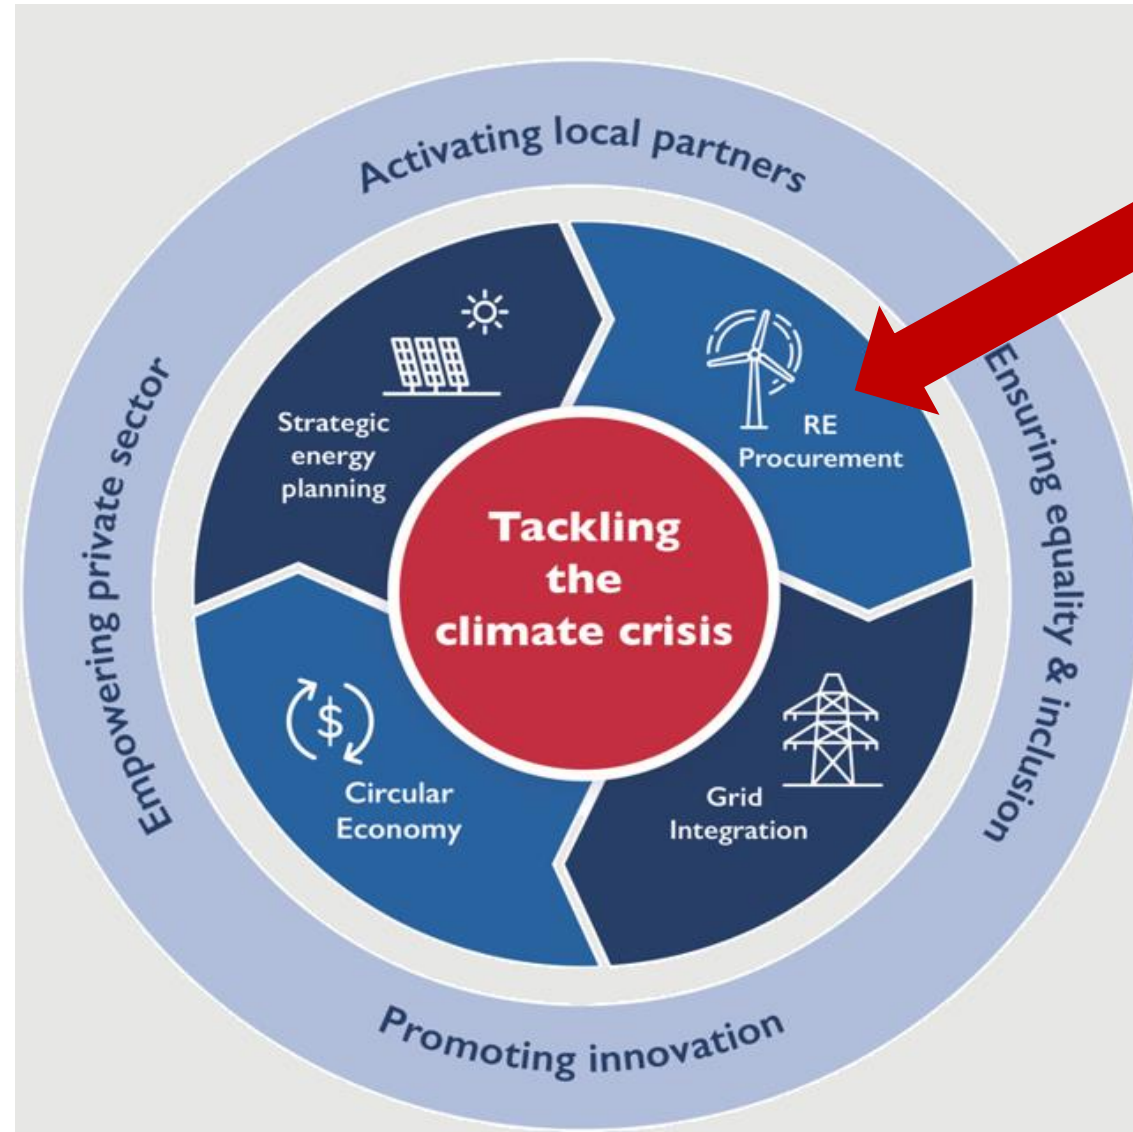 Activating local partners
Ensuring equality & inclusion
Promoting innovation
Empowering private sector
Strategic
energy
planning
RE
Procurement
Grid
Integration
$
Circular
Economy
Tackling
the
climate crisis